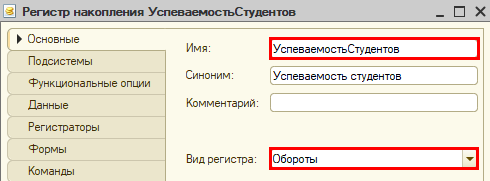 Регистр накопления УспеваемостьСтудентов
Основные
Подсистемы
Функциональные опции
Данные
Регистраторы
Формы
Команды
Имя: УспеваемостьСтудентов
Синоним: Успеваемость студентов
Комментарий:
Вид регистра: Обороты